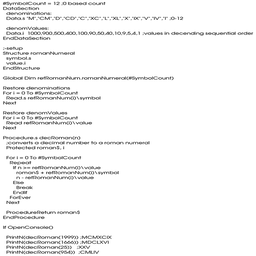 #SymbolCount = 12 ;0 based count
DataSection
denominations:
Data.s "M","CM","D","CD","C","XC","L","XL","X","IX","V","IV","I" ;0-12
denomValues:
Data.i 1000,900,500,400,100,90,50,40,10,9,5,4,1 ;values in decending sequential order
EndDataSection
;-setup
Structure romanNumeral
symbol.s
value.i
EndStructure
Global Dim refRomanNum.romanNumeral(#SymbolCount)
Restore denominations
For i = 0 To #SymbolCount
Read.s refRomanNum(i)\symbol
Next
Restore denomValues
For i = 0 To #SymbolCount
Read refRomanNum(i)\value
Next
Procedure.s decRoman(n)
;converts a decimal number to a roman numeral
Protected roman$, i
For i = 0 To #SymbolCount
Repeat
If n >= refRomanNum(i)\value
roman$ + refRomanNum(i)\symbol
n - refRomanNum(i)\value
Else
Break
EndIf
ForEver
Next
ProcedureReturn roman$
EndProcedure
If OpenConsole()
PrintN(decRoman(1999)) ;MCMXCIX
PrintN(decRoman(1666)) ;MDCLXVI
PrintN(decRoman(25)) ;XXV
PrintN(decRoman(954)) ;CMLIV